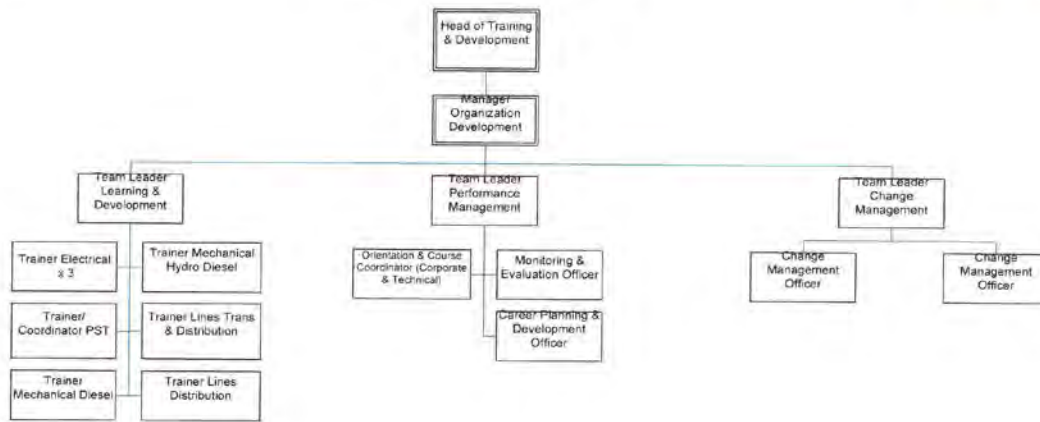 Head of Training
& Development
Manager
Organization
Development
Team Leader
Learning &
Development
Team Leader
Performance
Management
Team Leader
Change
Management
Trainer Electrical
x 3
Trainer Mechanical
Hydro Diesel
Orientation & Course
Coordinator (Corporate
& Technical)
Monitoring &
Evaluation Officer
Change
Management
Officer
Change
Management
Officer
Trainer/
Coordinator PST
Trainer Lines Trans
& Distribution
Career Planning &
Development
Officer
Trainer
Mechanical Diesel
Trainer Lines
Distribution